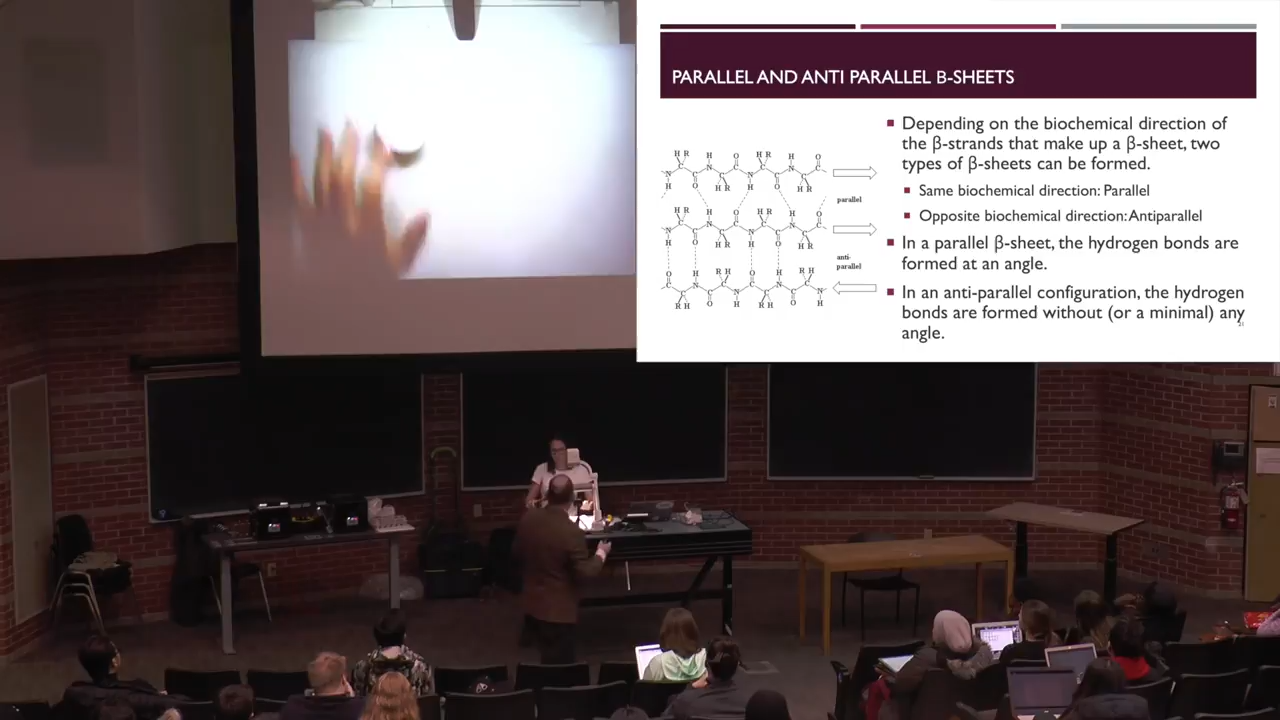 PARALLEL AND ANTI PARALLEL B-SHEETS
Depending on the biochemical direction of
the β-strands that make up a β-sheet, two
types of β-sheets can be formed.
Same biochemical direction: Parallel
Opposite biochemical direction: Antiparallel
In a parallel β-sheet, the hydrogen bonds are
formed at an angle.
In an anti-parallel configuration, the hydrogen
bonds are formed without (or a minimal) any
angle.
parallel
anti-
parallel